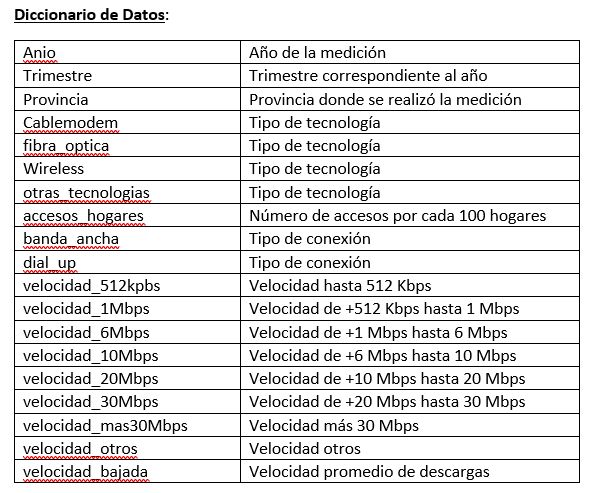 Diccionario de Datos:
Anio Año de la medición
Trimestre Trimestre correspondiente al año
Provincia Provincia donde se realizó la medición
Cablemodem Tipo de tecnología
fibra_optica Tipo de tecnología
Wireless Tipo de tecnología
otras_tecnologias Tipo de tecnología
accesos_hogares Número de accesos por cada 100 hogares
banda_ancha Tipo de conexión
dial_up Tipo de conexión
velocidad_512kpbs Velocidad hasta 512 Kbps
velocidad_1Mbps Velocidad de +512 Kbps hasta 1 Mbps
velocidad_6Mbps Velocidad de +1 Mbps hasta 6 Mbps
velocidad_10Mbps Velocidad de +6 Mbps hasta 10 Mbps
velocidad_20Mbps Velocidad de +10 Mbps hasta 20 Mbps
velocidad_30Mbps Velocidad de +20 Mbps hasta 30 Mbps
velocidad_mas30Mbps Velocidad más 30 Mbps
velocidad_otros Velocidad otros
velocidad_bajada Velocidad promedio de descargas